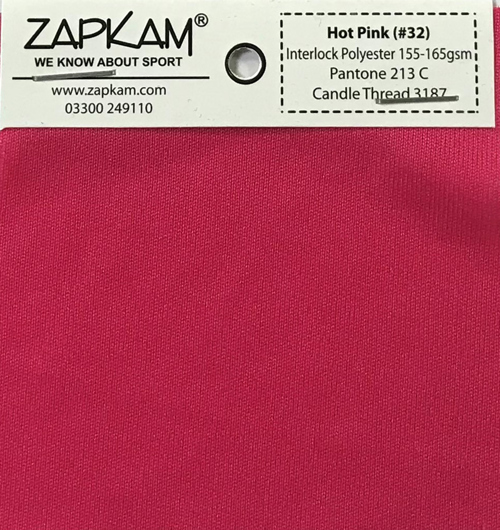 ZAPKAM®
WE KNOW ABOUT SPORT
www.zapkam.com
03300 249110
Hot Pink (#32)
Interlock Polyester 155-165gsm
Pantone 213 C
Candle Thread 3187